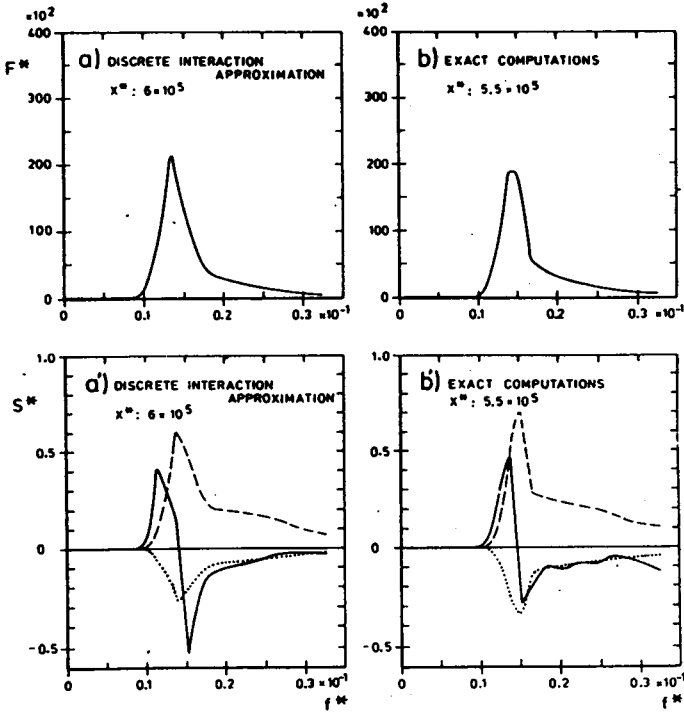 ×10²
400
F*
300
200
100
0
a) DISCRETE INTERACTION
APPROXIMATION
X* : 6×10⁵
0
0.1
0.2
0.3 ×10⁻¹
×10²
400
300
200
100
0
b) EXACT COMPUTATIONS
X* : 5.5×10⁵
0
0.1
0.2
0.3 ×10⁻¹
1.0
S*
0.5
0
-0.5
a') DISCRETE INTERACTION
APPROXIMATION
X* : 6×10⁵
0
0.1
0.2
0.3 ×10⁻¹
f*
1.0
0.5
0
-0.5
b') EXACT COMPUTATIONS
X* : 5.5×10⁵
0
0.1
0.2
0.3 ×10⁻¹
f*